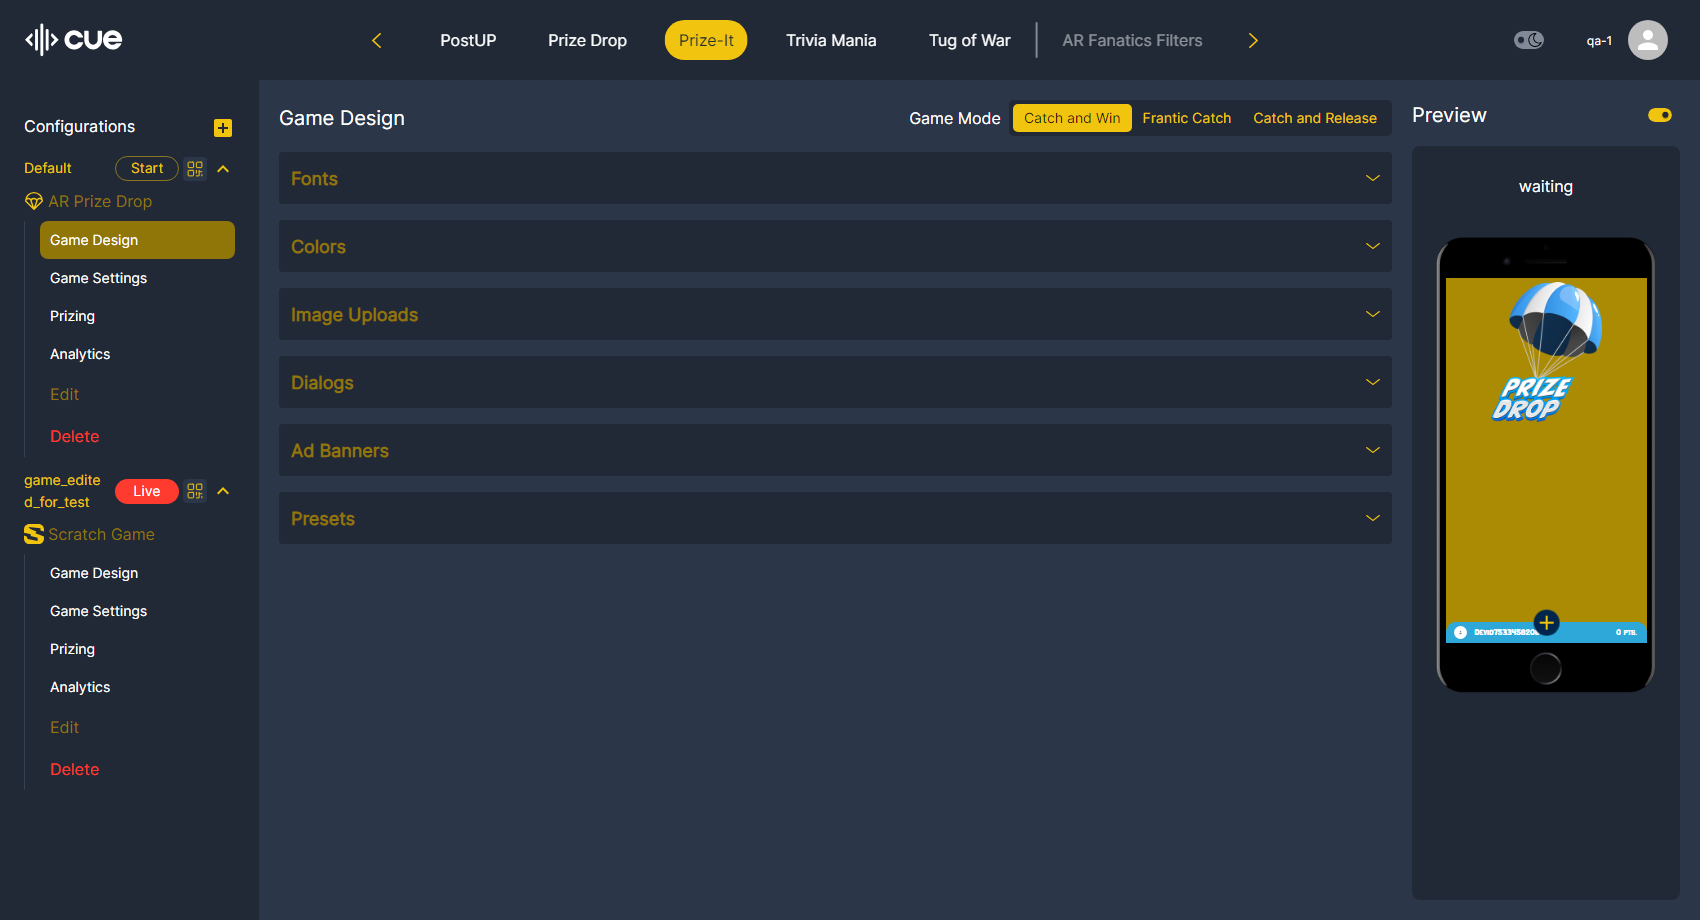 cue
PostUP
Prize Drop
Prize-It
Trivia Mania
Tug of War
AR Fanatics Filters
qa-1
Configurations
Default
Start
AR Prize Drop
Game Design
Game Settings
Prizing
Analytics
Edit
Delete
game_edite
d_for_test
Live
Scratch Game
Game Design
Game Settings
Prizing
Analytics
Edit
Delete
Game Design
Game Mode
Catch and Win
Frantic Catch
Catch and Release
Fonts
Colors
Image Uploads
Dialogs
Ad Banners
Presets
Preview
waiting
PRIZE
DROP
0 PTS.